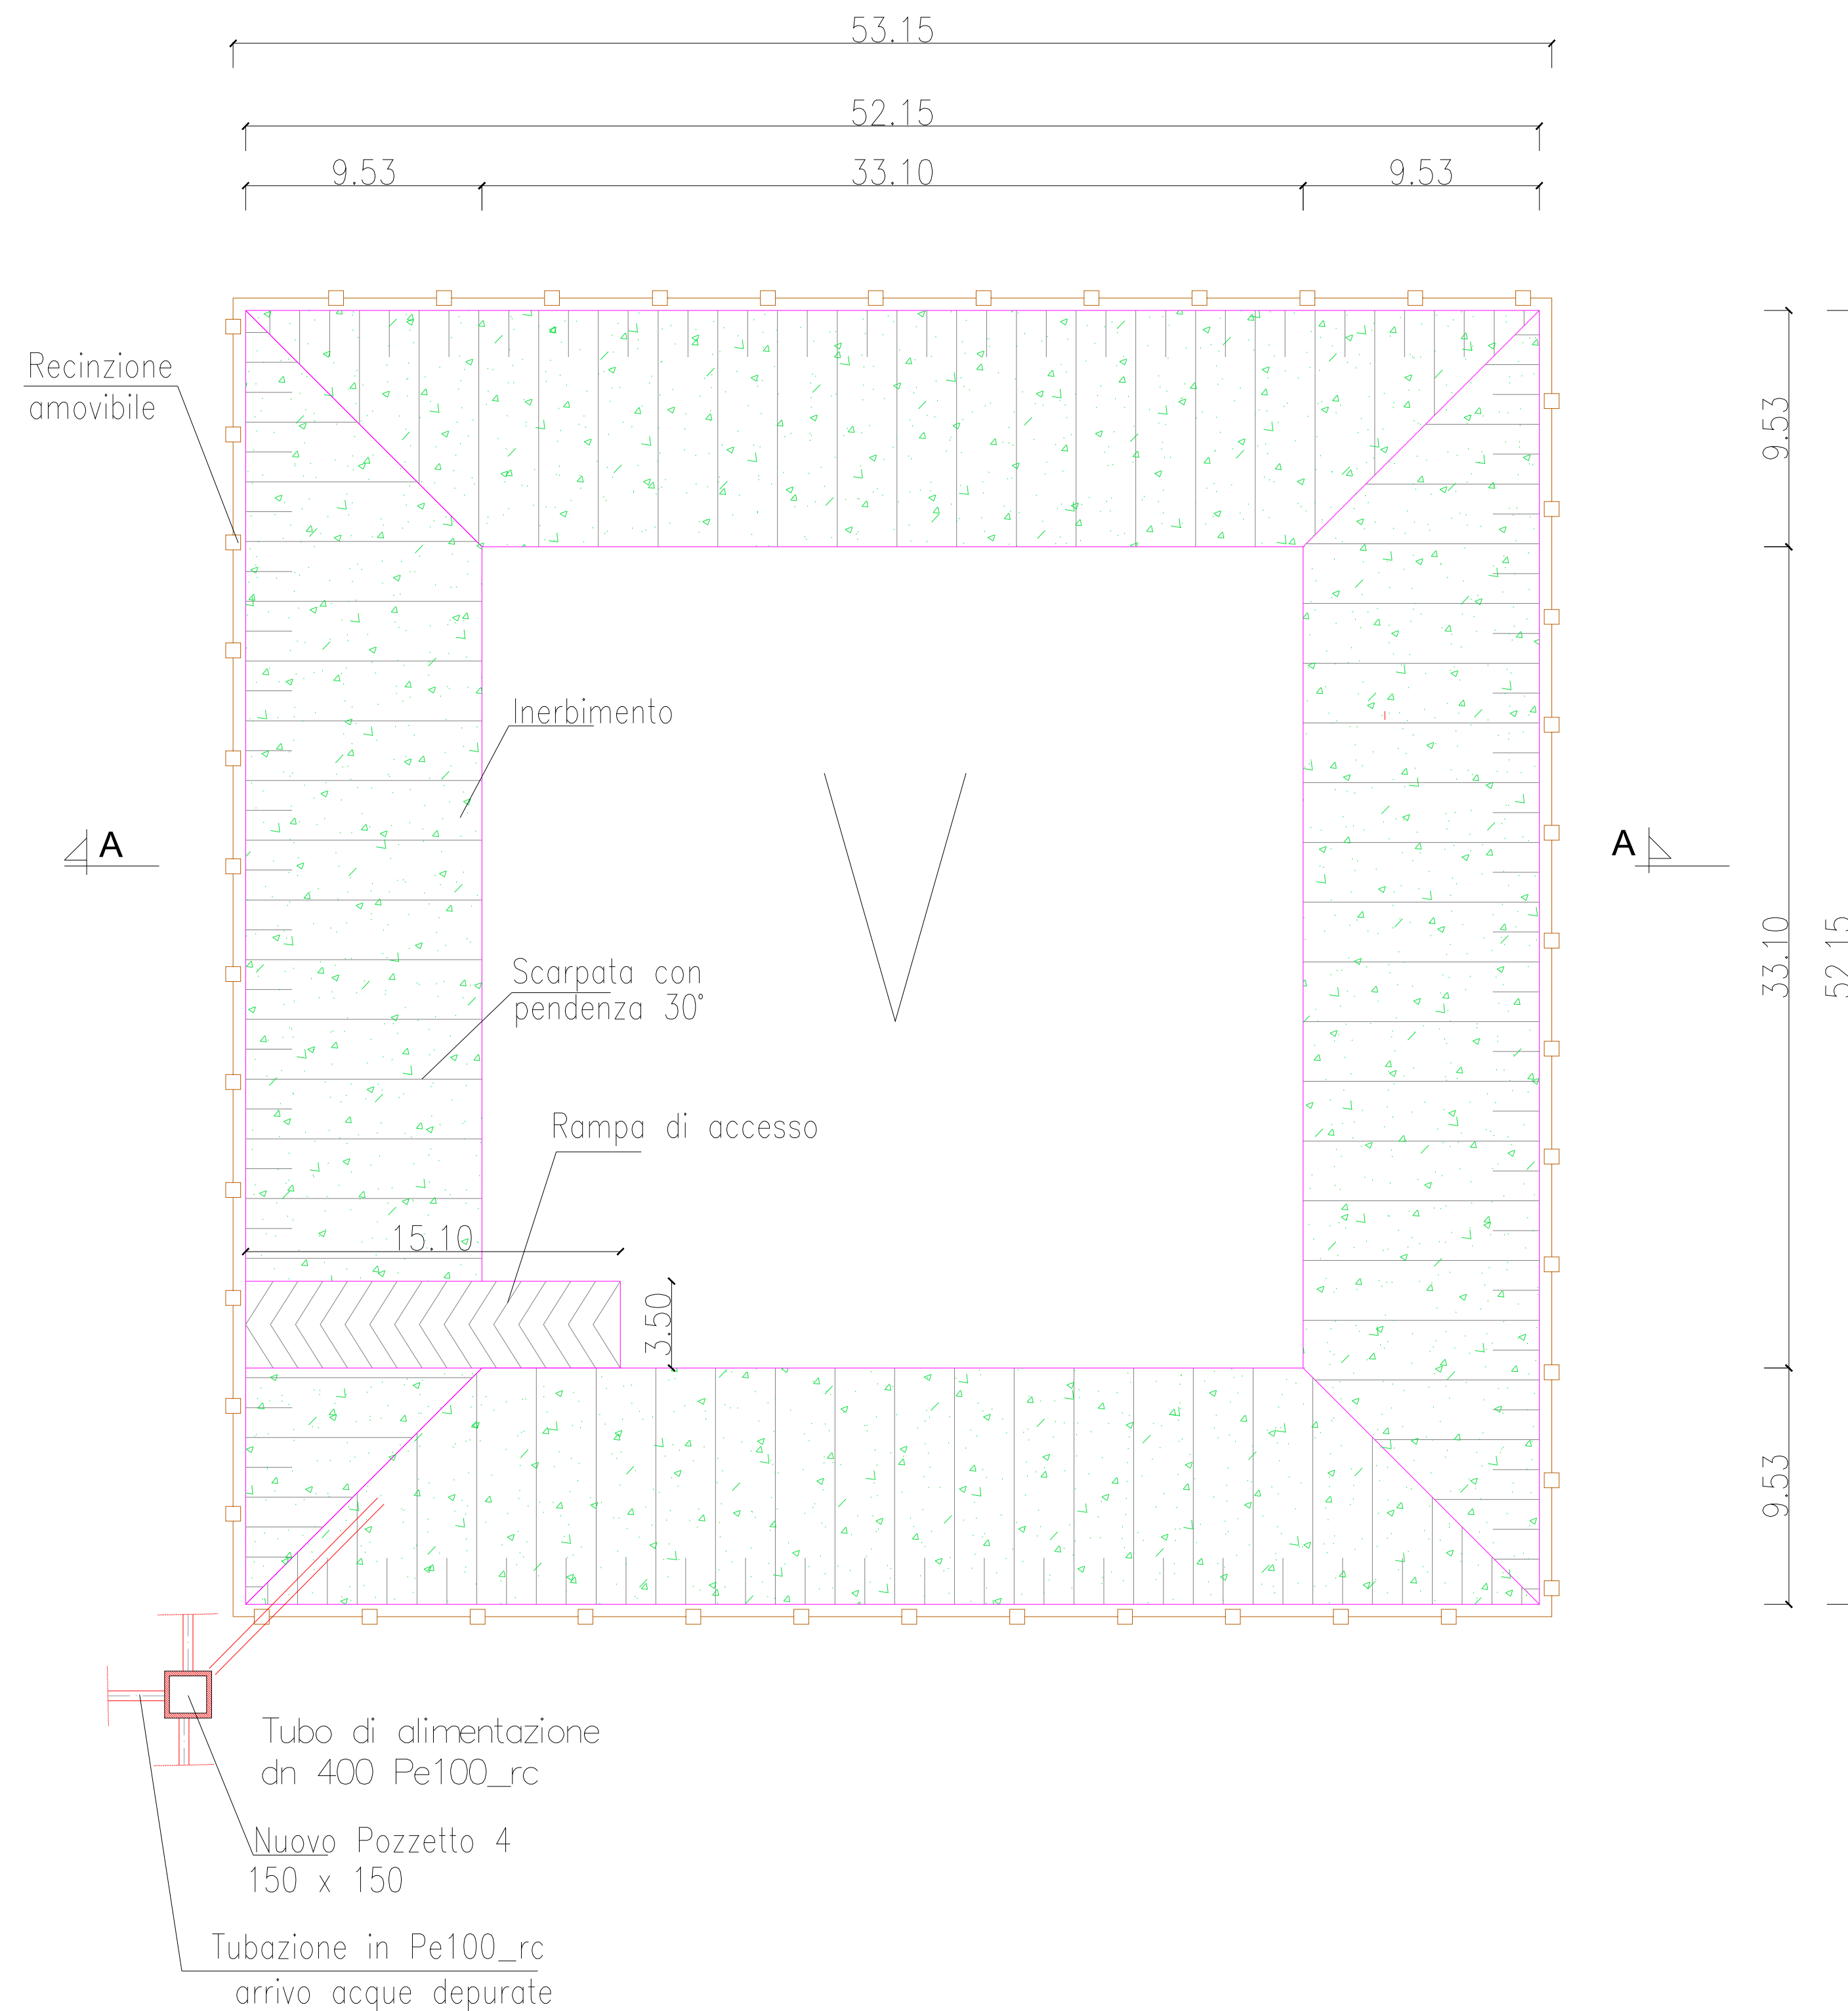 53.15
52.15
9.53
33.10
9.53
Recinzione
amovibile
9.53
Inerbimento
A
A
33.10
52.15
Scarpata con
pendenza 30°
Rampa di accesso
15.10
3.50
9.53
Tubo di alimentazione
dn 400 Pe100_rc
Nuovo Pozzetto 4
150 x 150
Tubazione in Pe100_rc
arrivo acque depurate